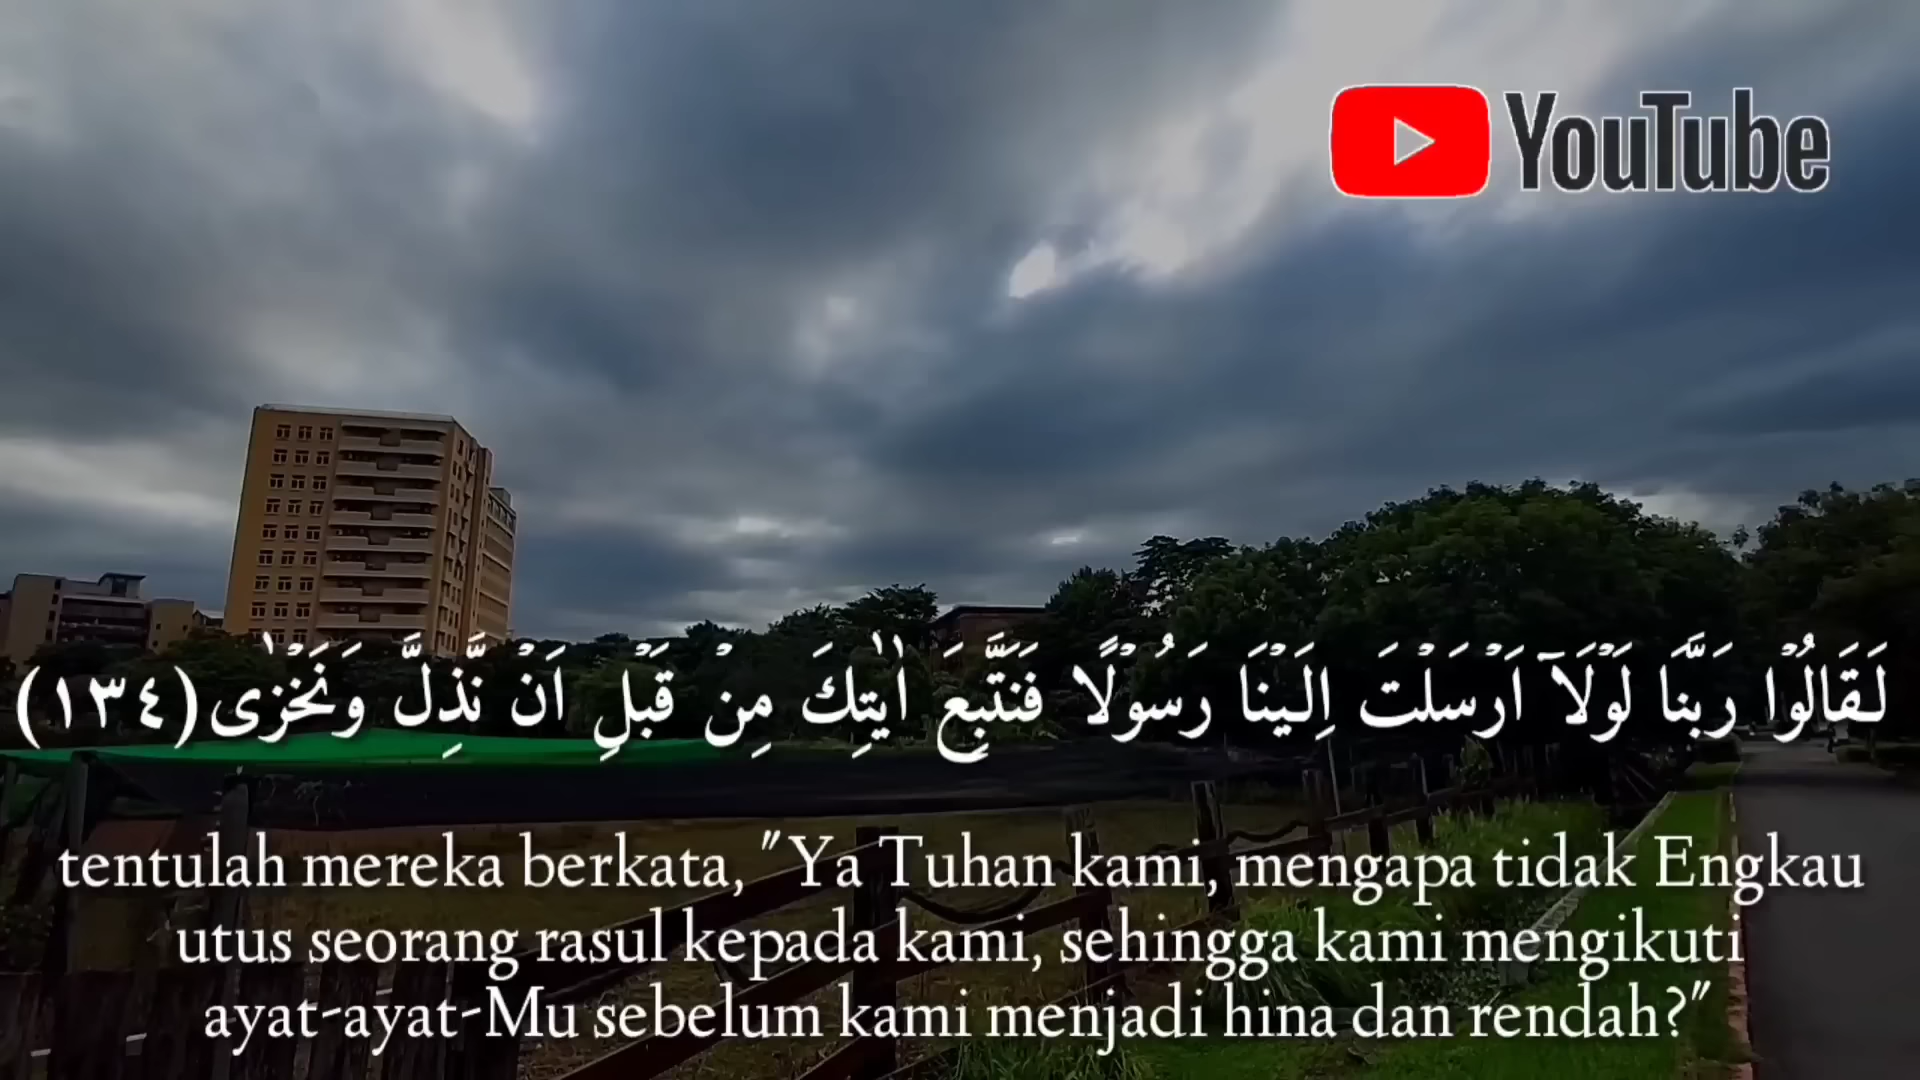 YouTube
لَقَالُوْا رَبَّنَا لَوْلَآ اَرْسَلْتَ اِلَيْنَا رَسُوْلًا فَنَتَّبِعَ اٰيٰتِكَ مِنْ قَبْلِ اَنْ نَّذِلَّ وَنَخْزٰى(١٣٤)
tentulah mereka berkata, "Ya Tuhan kami, mengapa tidak Engkau
utus seorang rasul kepada kami, sehingga kami mengikuti
ayat-ayat-Mu sebelum kami menjadi hina dan rendah?"